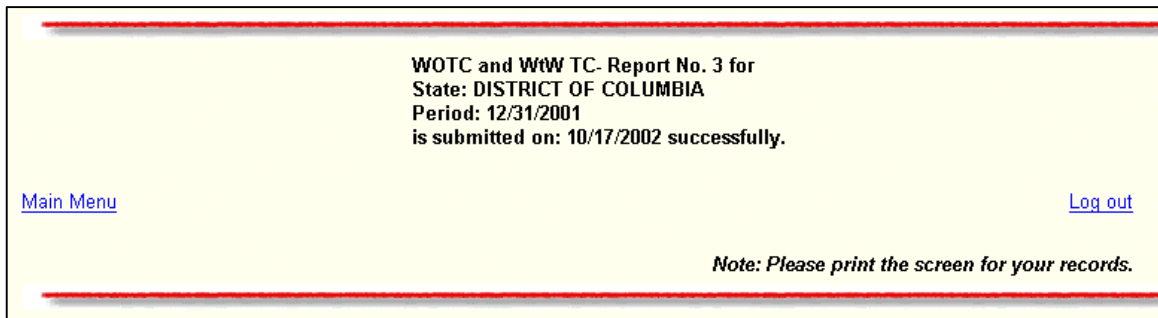 WOTC and WtW TC- Report No. 3 for
State: DISTRICT OF COLUMBIA
Period: 12/31/2001
is submitted on: 10/17/2002 successfully.
Main Menu
Log out
Note: Please print the screen for your records.